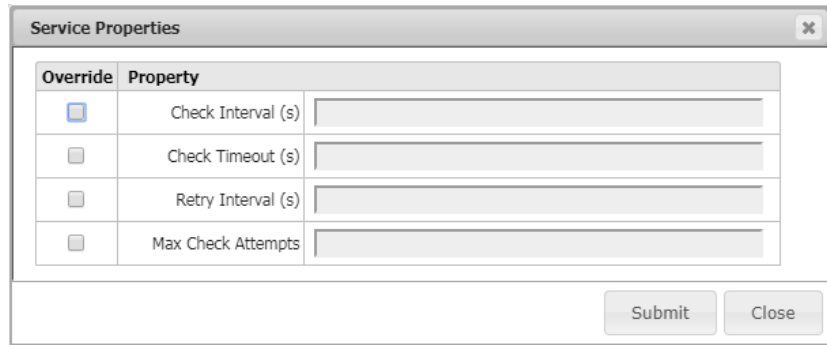 Service Properties
Override Property
Check Interval (s)
Check Timeout (s)
Retry Interval (s)
Max Check Attempts
Submit Close